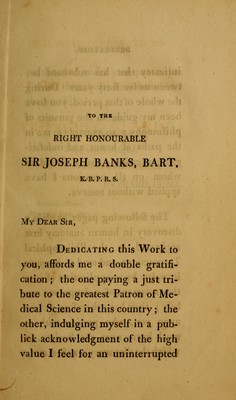 TO THE
RIGHT HONOURABLE
SIR JOSEPH BANKS, BART.
K. B. P. R. S.
MY DEAR SIR,
DEDICATING this Work to
you, affords me a double gratifi-
cation; the one paying a just tri-
bute to the greatest Patron of Me-
dical Science in this country; the
other, indulging myself in a pub-
lick acknowledgment of the high
value I feel for an uninterrupted